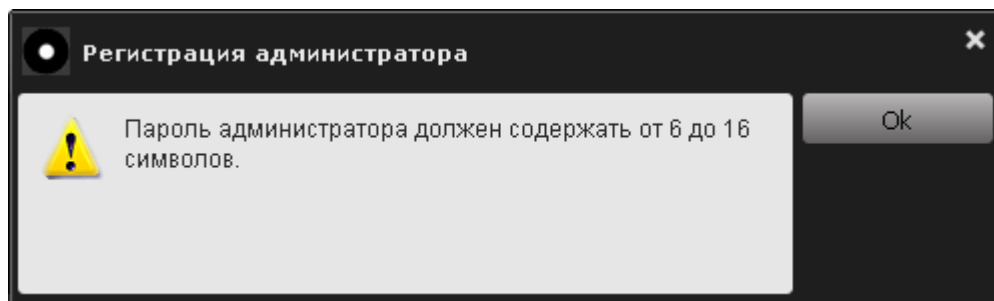 Регистрация администратора
Пароль администратора должен содержать от 6 до 16
символов.
Ok